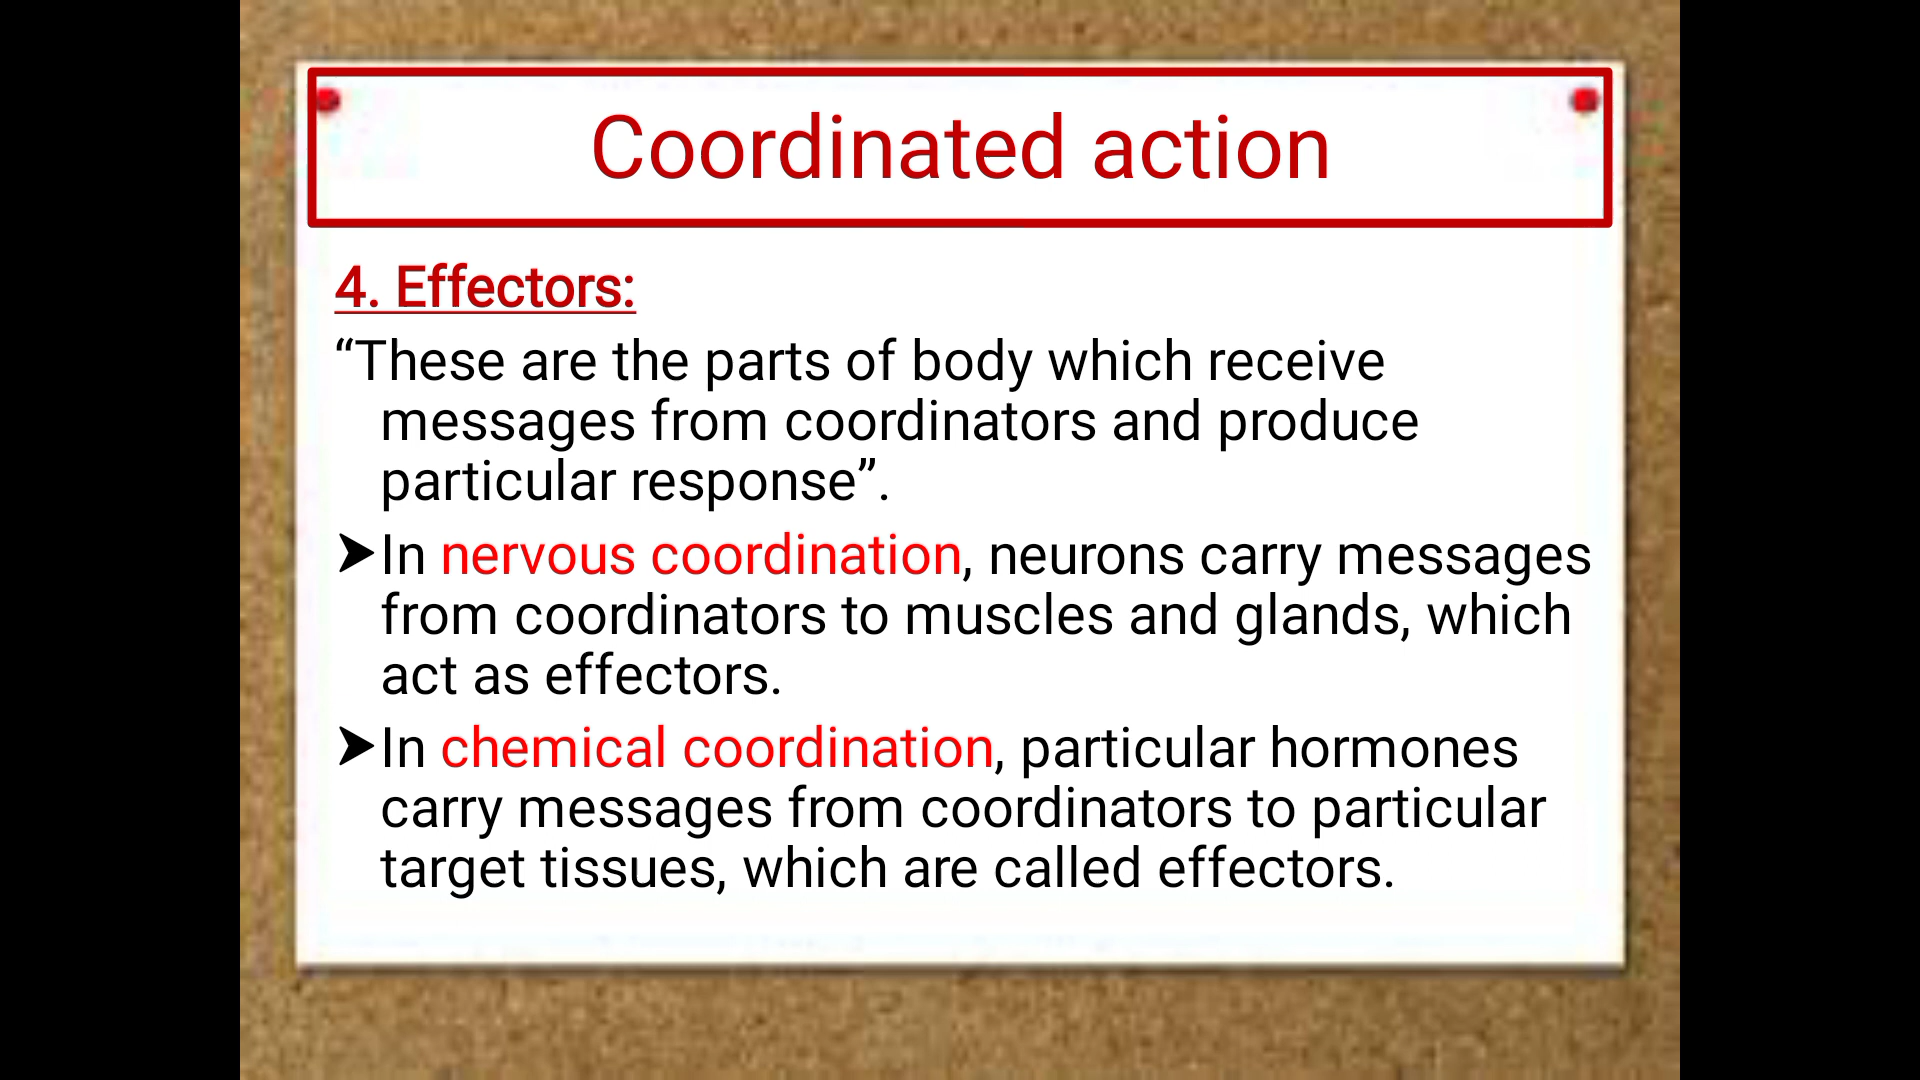 Coordinated action
4. Effectors:
“These are the parts of body which receive
messages from coordinators and produce
particular response”.
➤In nervous coordination, neurons carry messages
from coordinators to muscles and glands, which
act as effectors.
➤In chemical coordination, particular hormones
carry messages from coordinators to particular
target tissues, which are called effectors.